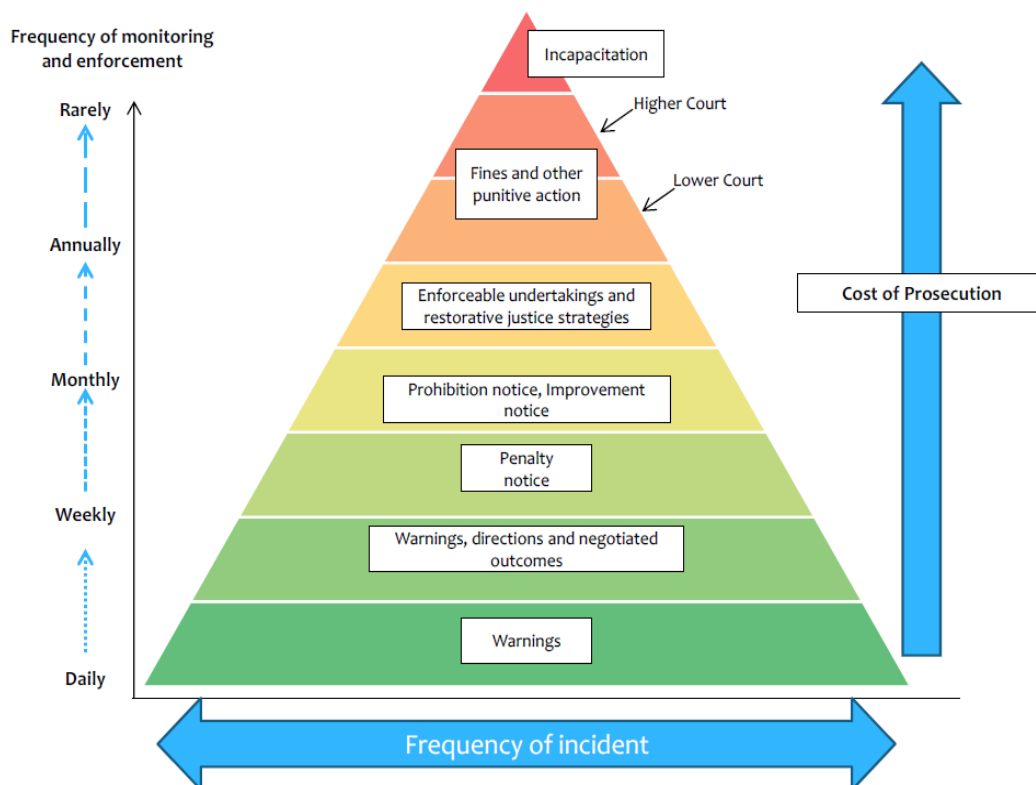 Frequency of monitoring
and enforcement
Incapacitation
Rarely
Higher Court
Fines and other
punitive action
Lower Court
Annually
Enforceable undertakings and
restorative justice strategies
Cost of Prosecution
Monthly
Prohibition notice, Improvement
notice
Penalty
notice
Weekly
Warnings, directions and negotiated
outcomes
Warnings
Daily
Frequency of incident